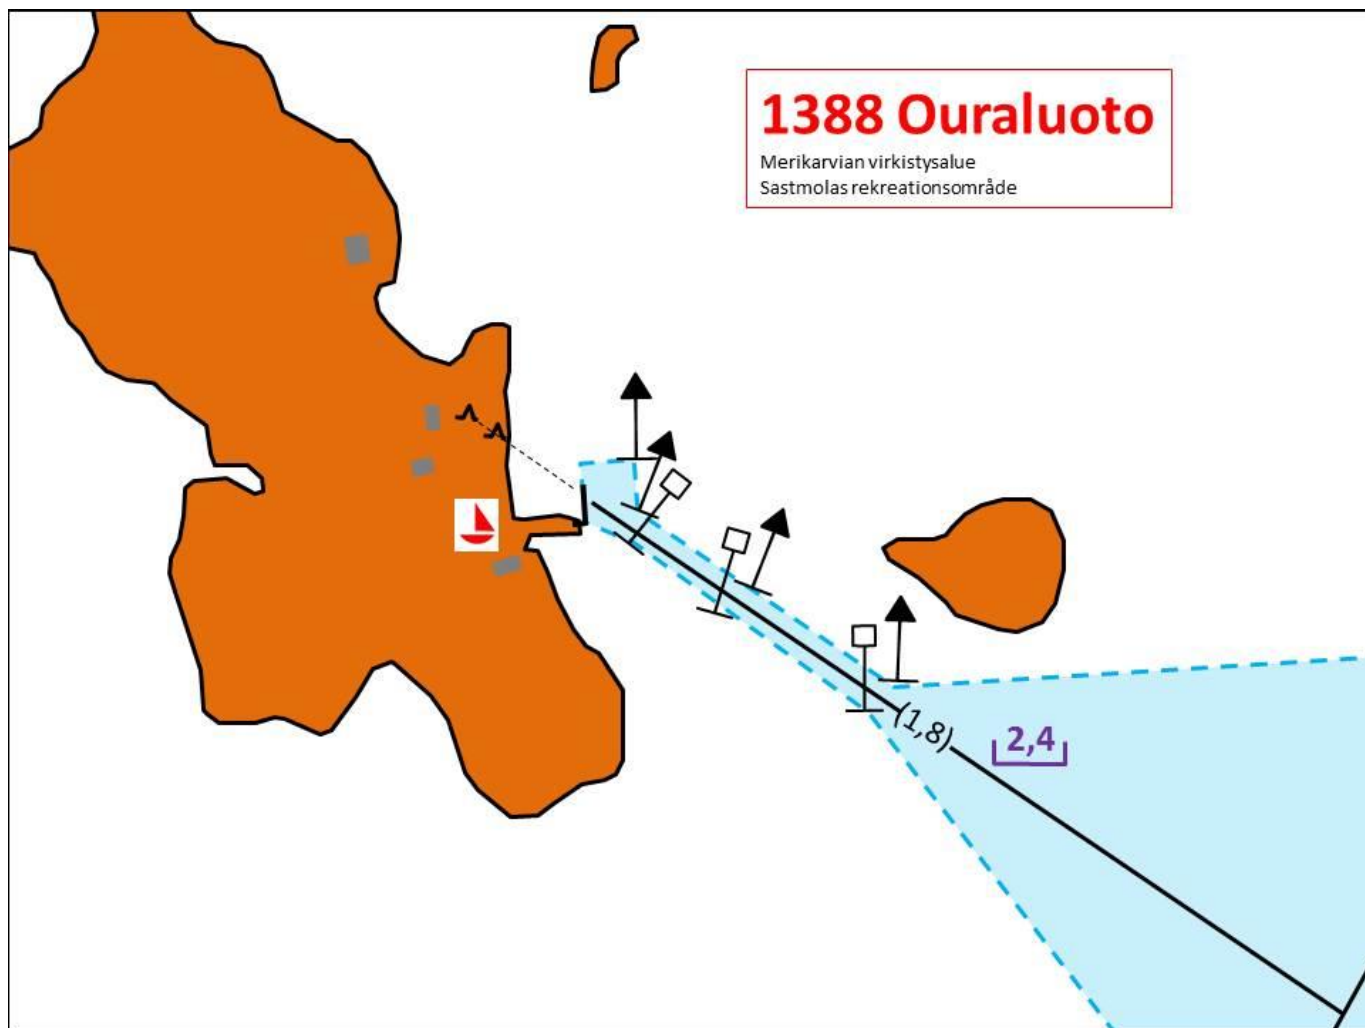 1388 Ouraluoto
Merikarvian virkistysalue
Sastmolas rekreationsområde
(1,8)
2,4